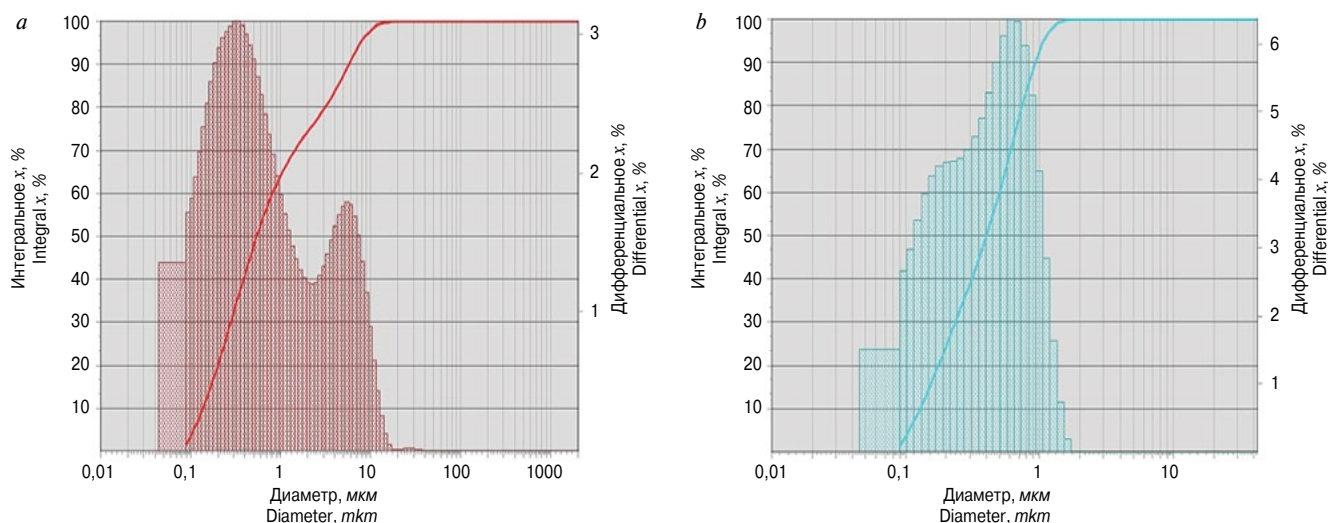 a
100
90
80
70
60
50
40
30
20
10
Интегральное x, %
Integral x, %
3
2
1
Дифференциальное x, %
Differential x, %
0,01
0,1
1
10
100
1000
Диаметр, мкм
Diameter, mkm
b
100
90
80
70
60
50
40
30
20
10
Интегральное x, %
Integral x, %
6
5
4
3
2
1
Дифференциальное x, %
Differential x, %
0,01
0,1
1
10
Диаметр, мкм
Diameter, mkm